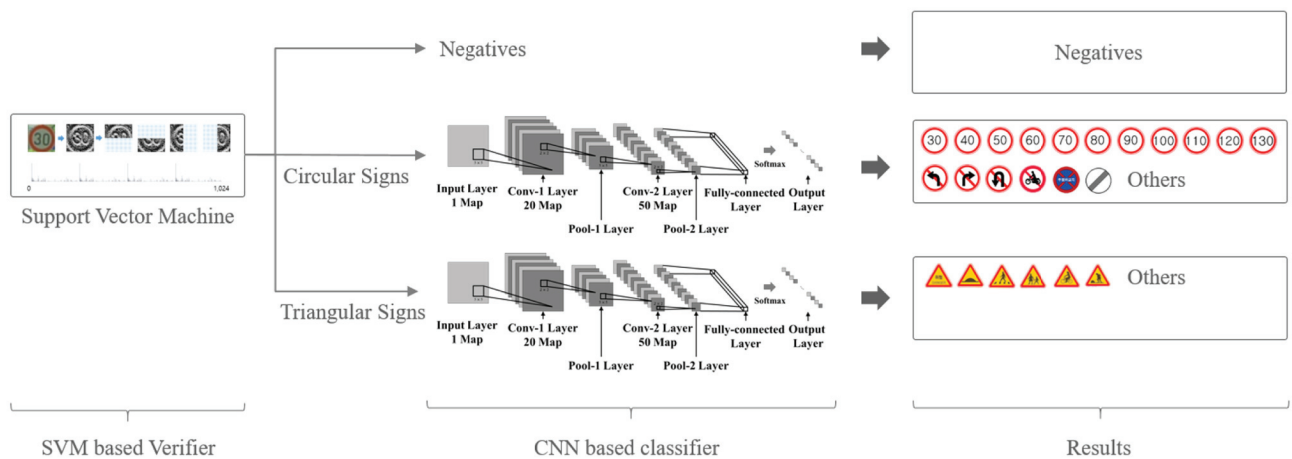 Negatives
Negatives
30
0
1,024
Support Vector Machine
Circular Signs
Input Layer
1 Map
Conv-1 Layer
20 Map
Pool-1 Layer
Conv-2 Layer
50 Map
Pool-2 Layer
Fully-connected
Layer
Softmax
Output
Layer
30 40 50 60 70 80 90 100 110 120 130
Others
Triangular Signs
Input Layer
1 Map
Conv-1 Layer
20 Map
Pool-1 Layer
Conv-2 Layer
50 Map
Pool-2 Layer
Fully-connected
Layer
Softmax
Output
Layer
Others
SVM based Verifier
CNN based classifier
Results